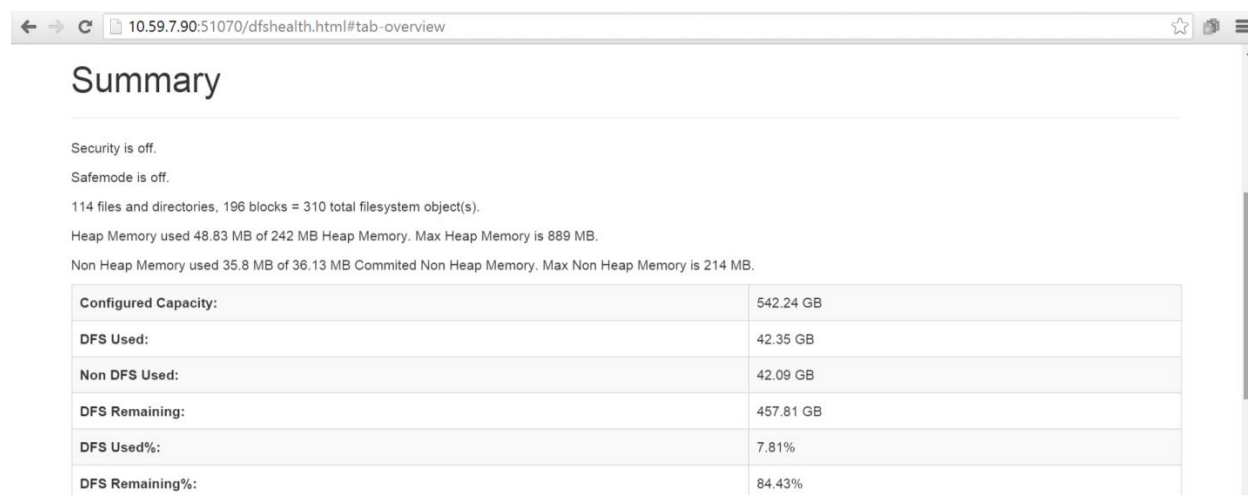 10.59.7.90:51070/dfshealth.html#tab-overview
Summary
Security is off.
Safemode is off.
114 files and directories, 196 blocks = 310 total filesystem object(s).
Heap Memory used 48.83 MB of 242 MB Heap Memory. Max Heap Memory is 889 MB.
Non Heap Memory used 35.8 MB of 36.13 MB Commited Non Heap Memory. Max Non Heap Memory is 214 MB.
Configured Capacity: 542.24 GB
DFS Used: 42.35 GB
Non DFS Used: 42.09 GB
DFS Remaining: 457.81 GB
DFS Used%: 7.81%
DFS Remaining%: 84.43%